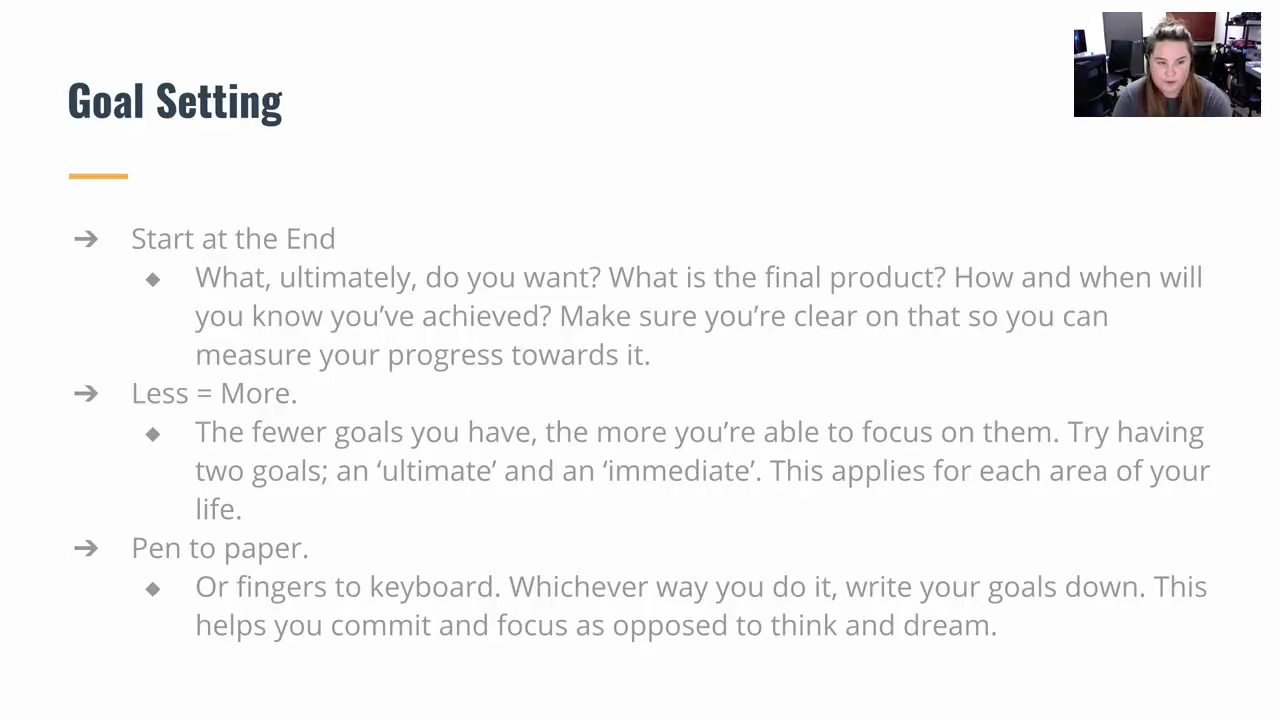 Goal Setting
➔ Start at the End
◆ What, ultimately, do you want? What is the final product? How and when will
you know you’ve achieved? Make sure you’re clear on that so you can
measure your progress towards it.
➔ Less = More.
◆ The fewer goals you have, the more you’re able to focus on them. Try having
two goals; an ‘ultimate’ and an ‘immediate’. This applies for each area of your
life.
➔ Pen to paper.
◆ Or fingers to keyboard. Whichever way you do it, write your goals down. This
helps you commit and focus as opposed to think and dream.